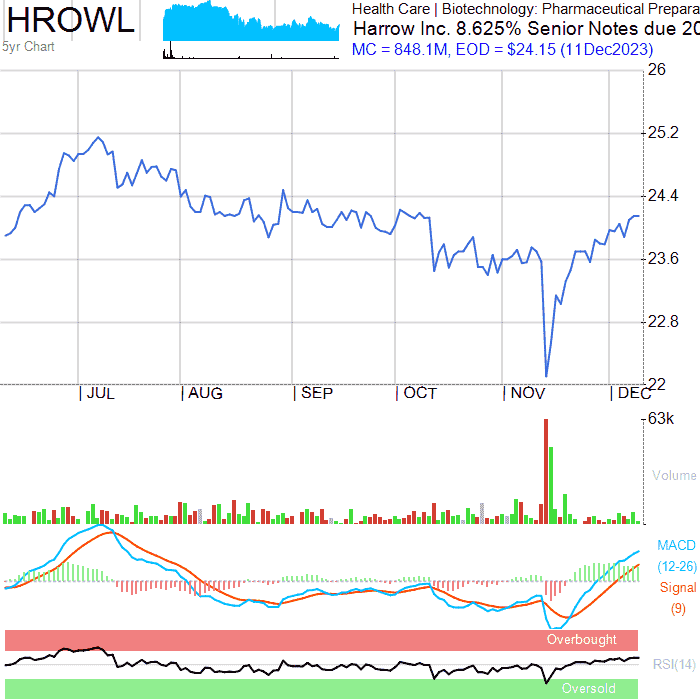 HROWL
5yr Chart
Health Care | Biotechnology: Pharmaceutical Prepara
Harrow Inc. 8.625% Senior Notes due 20
MC = 848.1M, EOD = $24.15 (11Dec2023)
26
25.2
24.4
23.6
22.8
22
| JUL | AUG | SEP | OCT | NOV | DEC
63k
Volume
MACD
(12-26)
Signal
(9)
Overbought
RSI(14)
Oversold